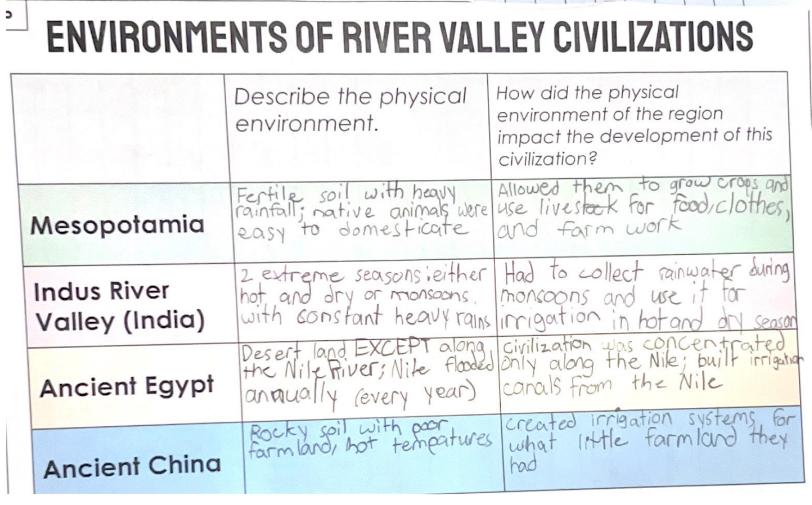 ENVIRONMENTS OF RIVER VALLEY CIVILIZATIONS
Describe the physical
environment.
How did the physical
environment of the region
impact the development of this
civilization?
Mesopotamia
Fertile soil with heavy
rainfall; native animals were
easy to domesticate
Allowed them to grow crops and
use livestock for food, clothes,
and farm work
Indus River
Valley (India)
2 extreme seasons: either
hot and dry or monsoons
with constant heavy rains
Had to collect rainwater during
monsoons and use it for
irrigation in hot and dry season
Ancient Egypt
Desert land EXCEPT along
the Nile River; Nile flooded
annually (every year)
Civilization was concentrated
only along the Nile; built irrigation
canals from the Nile
Ancient China
Rocky soil with poor
farmland, hot tempeatures
Created irrigation systems for
what little farmland they
had